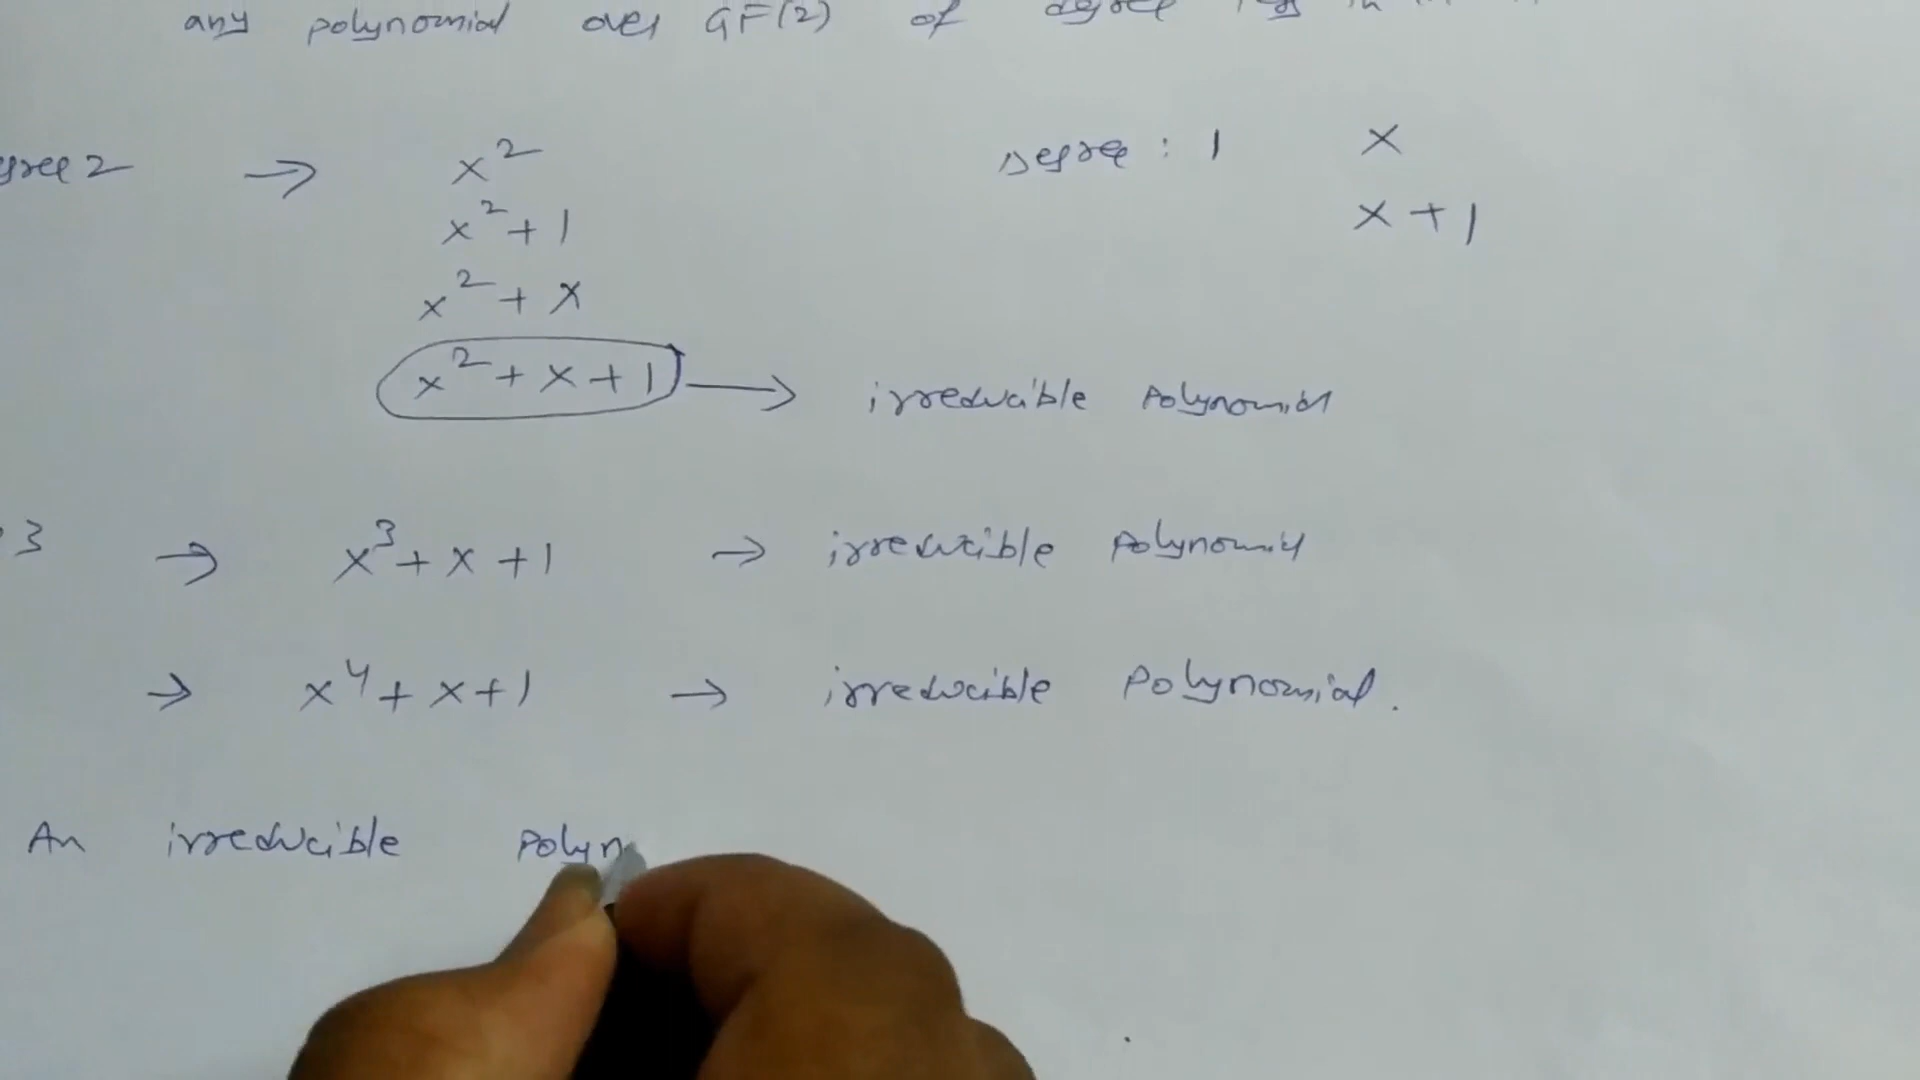 any polynomial over GF(2) of degree
gree 2 → x² Degree : 1 x
x² + 1 x + 1
x² + x
x² + x + 1 → irreducible polynomial
3 → x³ + x + 1 → irreducible polynomial
→ x⁴ + x + 1 → irreducible Polynomial.
An irreducible Polyn